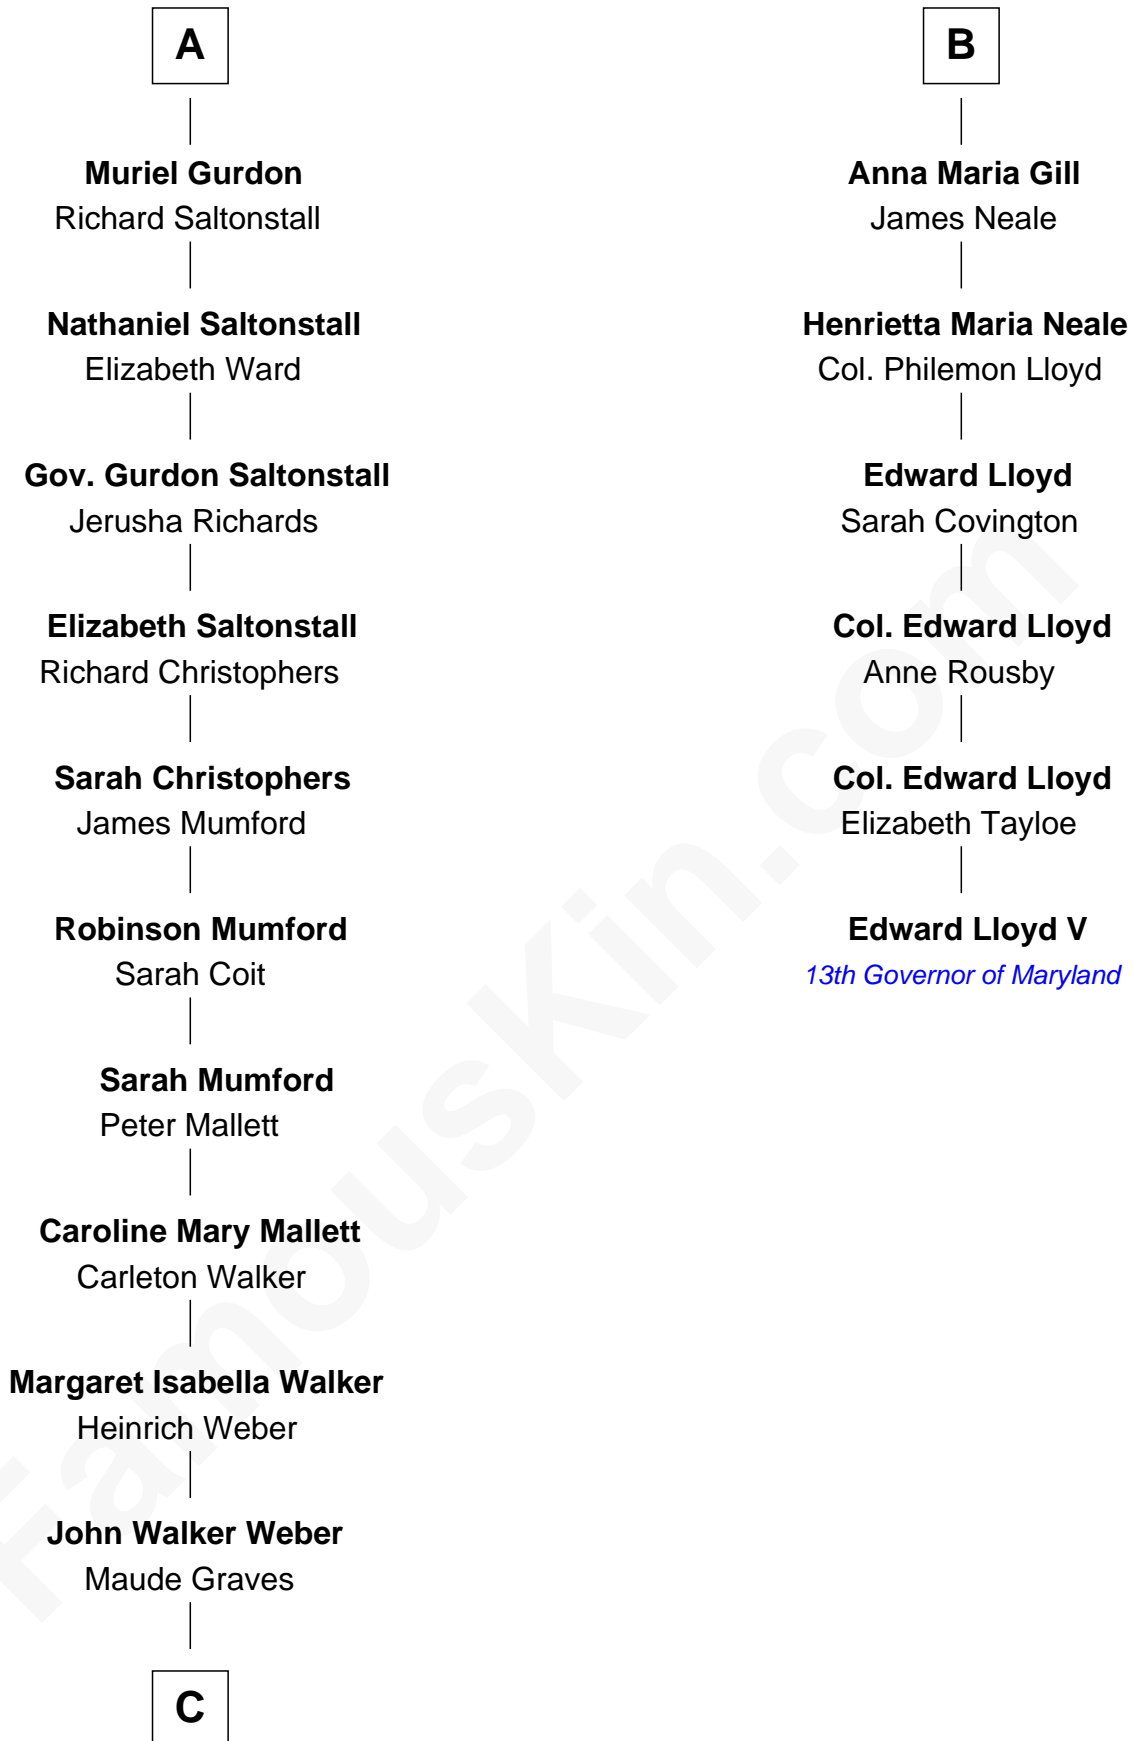 A
Muriel Gurdon
Richard Saltonstall
Nathaniel Saltonstall
Elizabeth Ward
Gov. Gurdon Saltonstall
Jerusha Richards
Elizabeth Saltonstall
Richard Christophers
Sarah Christophers
James Mumford
Robinson Mumford
Sarah Coit
Sarah Mumford
Peter Mallett
Caroline Mary Mallett
Carleton Walker
Margaret Isabella Walker
Heinrich Weber
John Walker Weber
Maude Graves
C
B
Anna Maria Gill
James Neale
Henrietta Maria Neale
Col. Philemon Lloyd
Edward Lloyd
Sarah Covington
Col. Edward Lloyd
Anne Rousby
Col. Edward Lloyd
Elizabeth Tayloe
Edward Lloyd V
13th Governor of Maryland
FamousKin.com